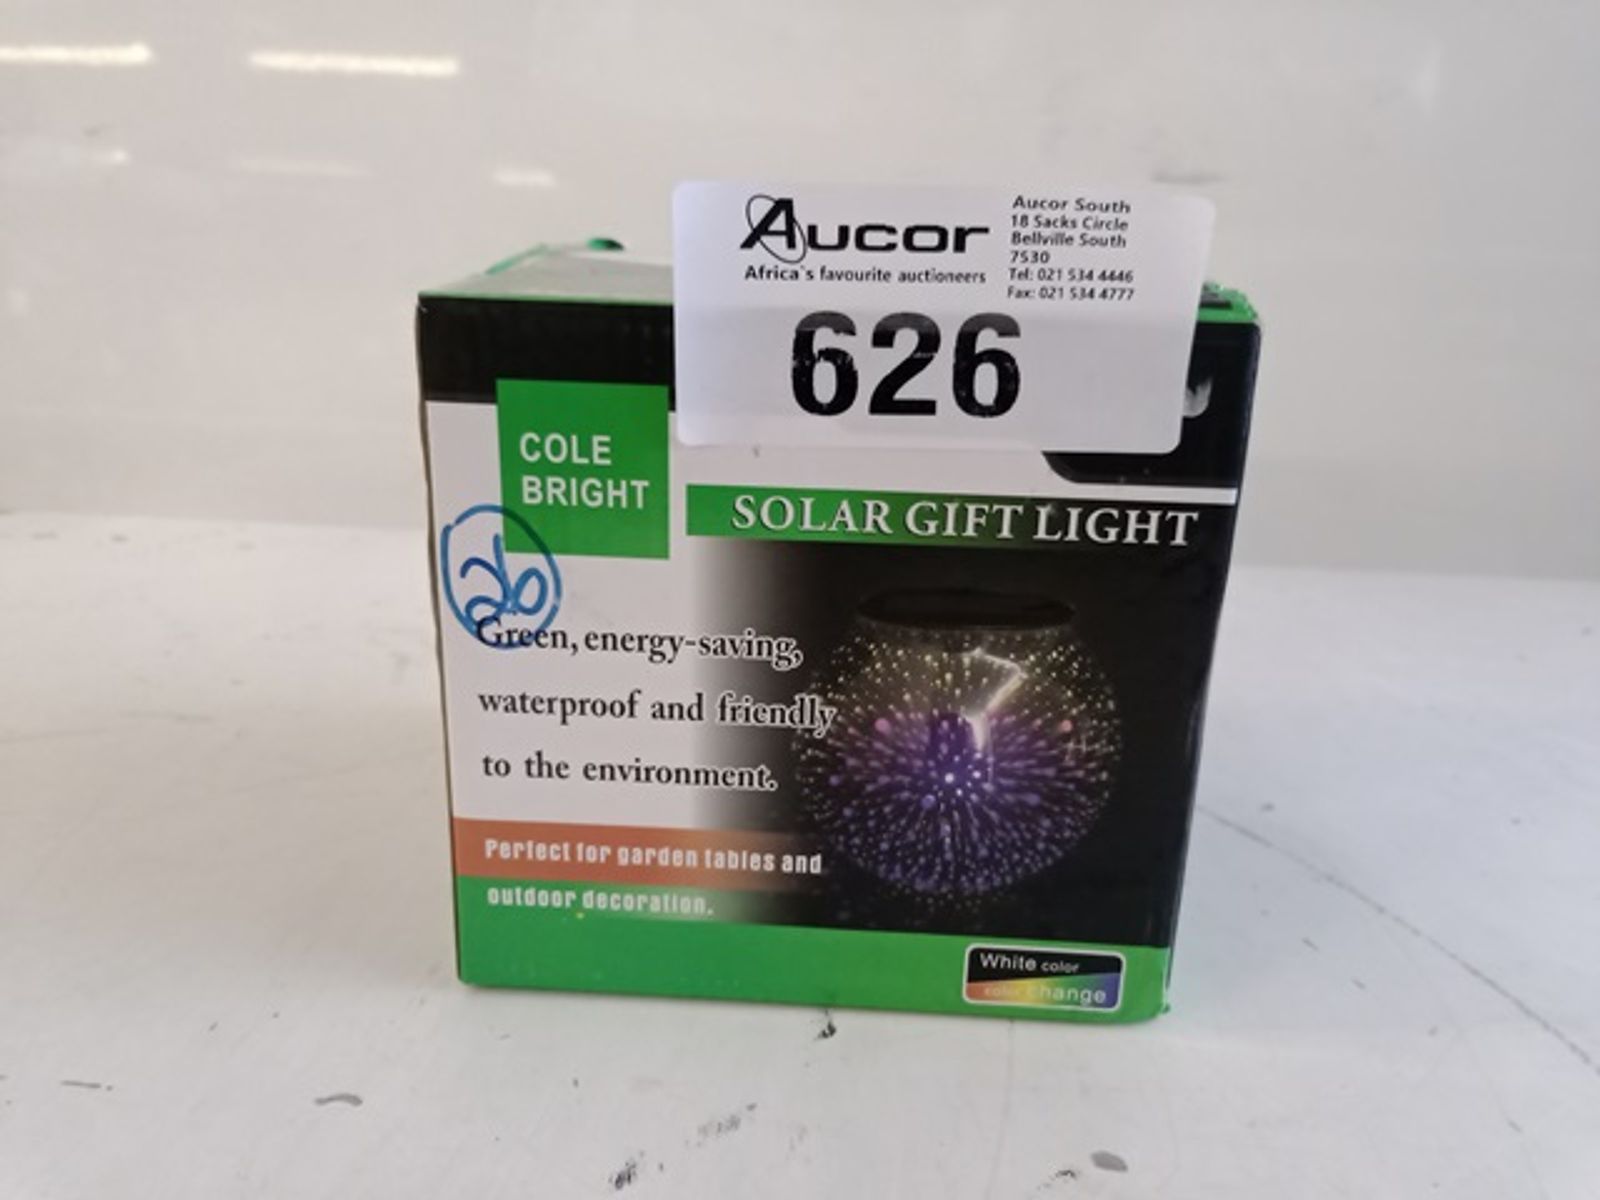 Aucor
Africa's favourite auctioneers
Aucor South
18 Sacks Circle
Bellville South
7530
Tel: 021 534 4446
Fax: 021 534 4777
626
COLE
BRIGHT
SOLAR GIFT LIGHT
26
Green, energy-saving,
waterproof and friendly
to the environment.
Perfect for garden tables and
outdoor decoration.
White color
color change